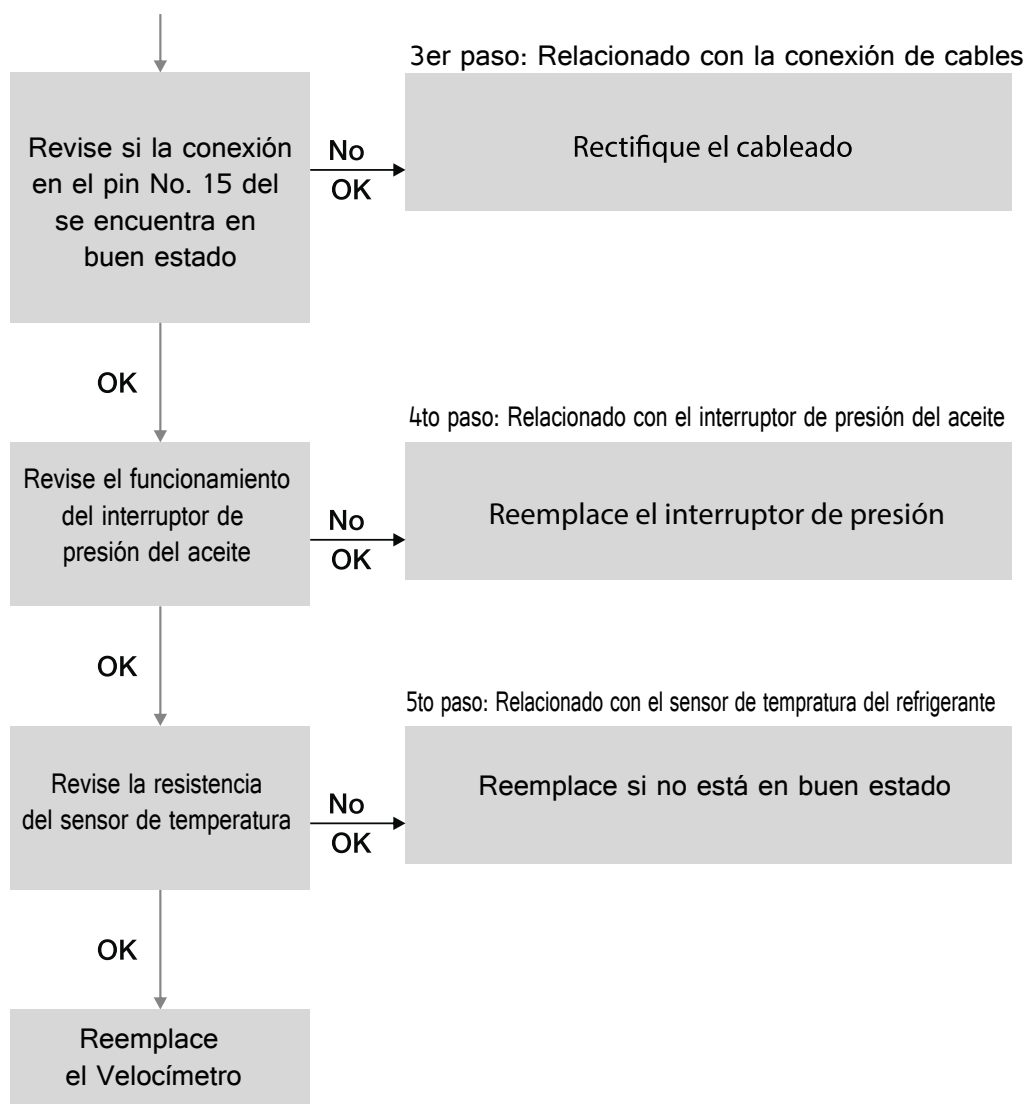 3er paso: Relacionado con la conexión de cables
Revise si la conexión
en el pin No. 15 del
se encuentra en
buen estado
No
OK
Rectifique el cableado
OK
4to paso: Relacionado con el interruptor de presión del aceite
Revise el funcionamiento
del interruptor de
presión del aceite
No
OK
Reemplace el interruptor de presión
OK
5to paso: Relacionado con el sensor de tempratura del refrigerante
Revise la resistencia
del sensor de temperatura
No
OK
Reemplace si no está en buen estado
OK
Reemplace
el Velocímetro